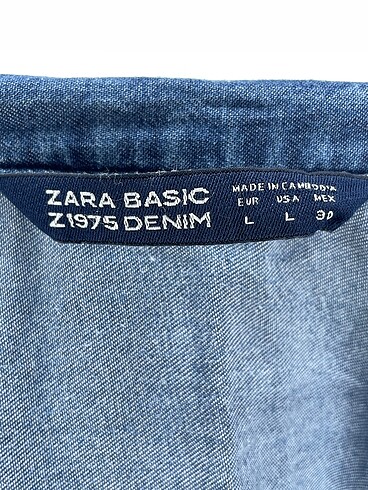 ZARA BASIC
Z1975 DENIM
MADE IN CAMBODIA
EUR USA MEX
L L 30